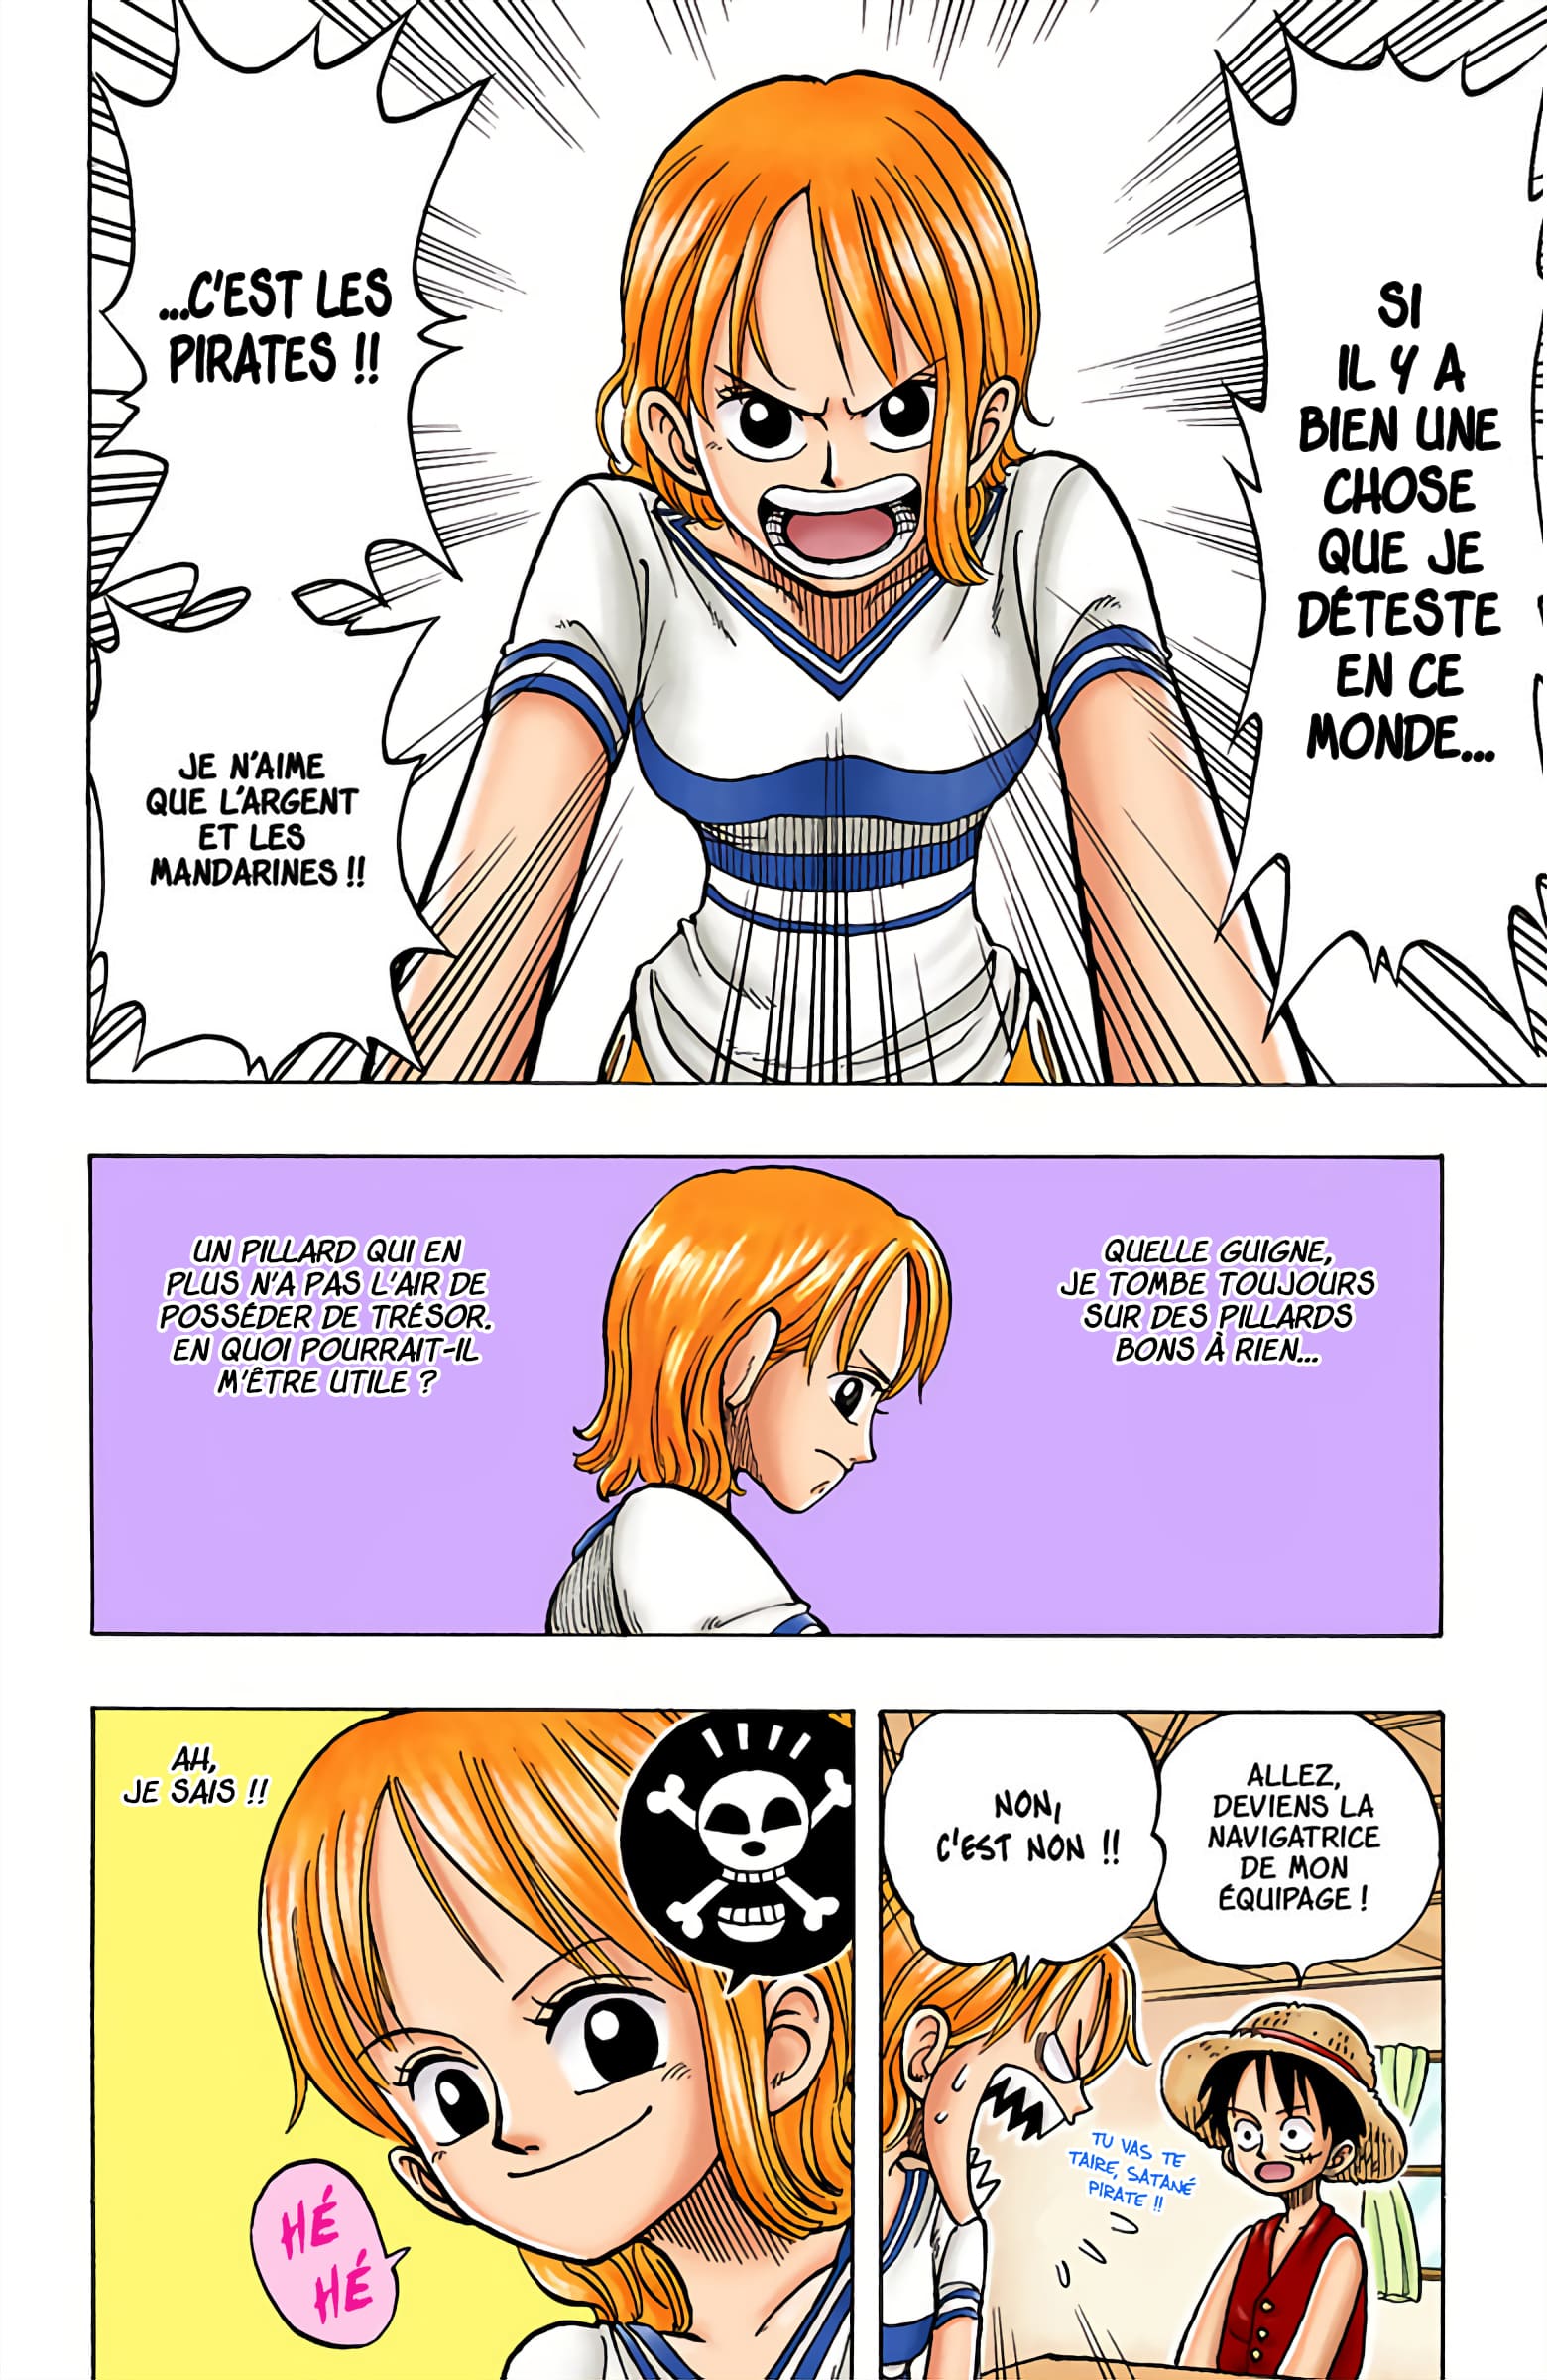 SI
IL Y A
BIEN UNE
CHOSE
QUE JE
DÉTESTE
EN CE
MONDE...
...C'EST LES
PIRATES !!
JE N'AIME
QUE L'ARGENT
ET LES
MANDARINES !!
QUELLE GUIGNE,
JE TOMBE TOUJOURS
SUR DES PILLARDS
BONS À RIEN...
UN PILLARD QUI EN
PLUS N'A PAS L'AIR DE
POSSÉDER DE TRÉSOR.
EN QUOI POURRAIT-IL
M'ÊTRE UTILE ?
ALLEZ,
DEVIENS LA
NAVIGATRICE
DE MON
ÉQUIPAGE !
NON,
C'EST NON !!
TU VAS TE
TAIRE, SATANÉ
PIRATE !!
AH,
JE SAIS !!
HÉ
HÉ